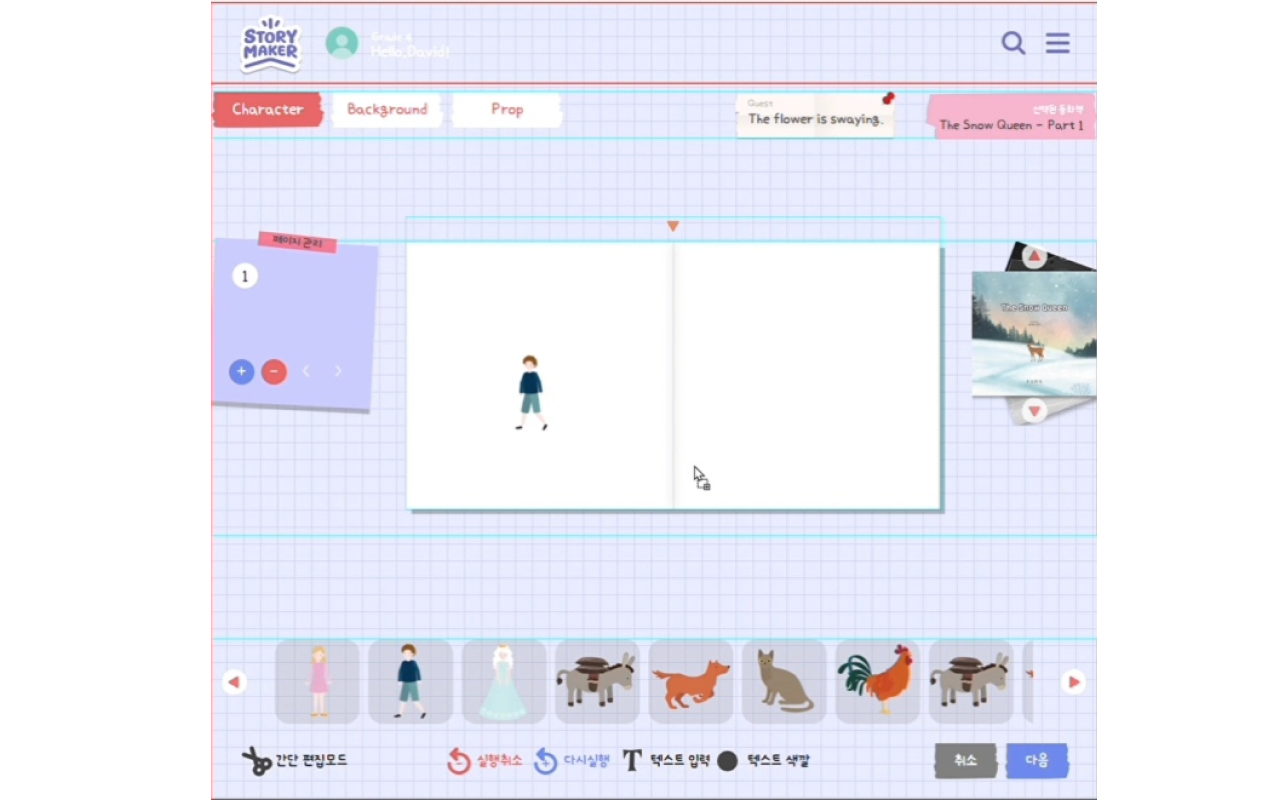 STORY
MAKER
Grade 4
Hello, David!
Character
Background
Prop
Quest
The flower is swaying.
선택한 동화책
The Snow Queen - Part 1
페이지 관리
1
The Snow Queen
간단 편집모드
실행취소
다시실행
T
텍스트 입력
텍스트 색깔
취소
다음